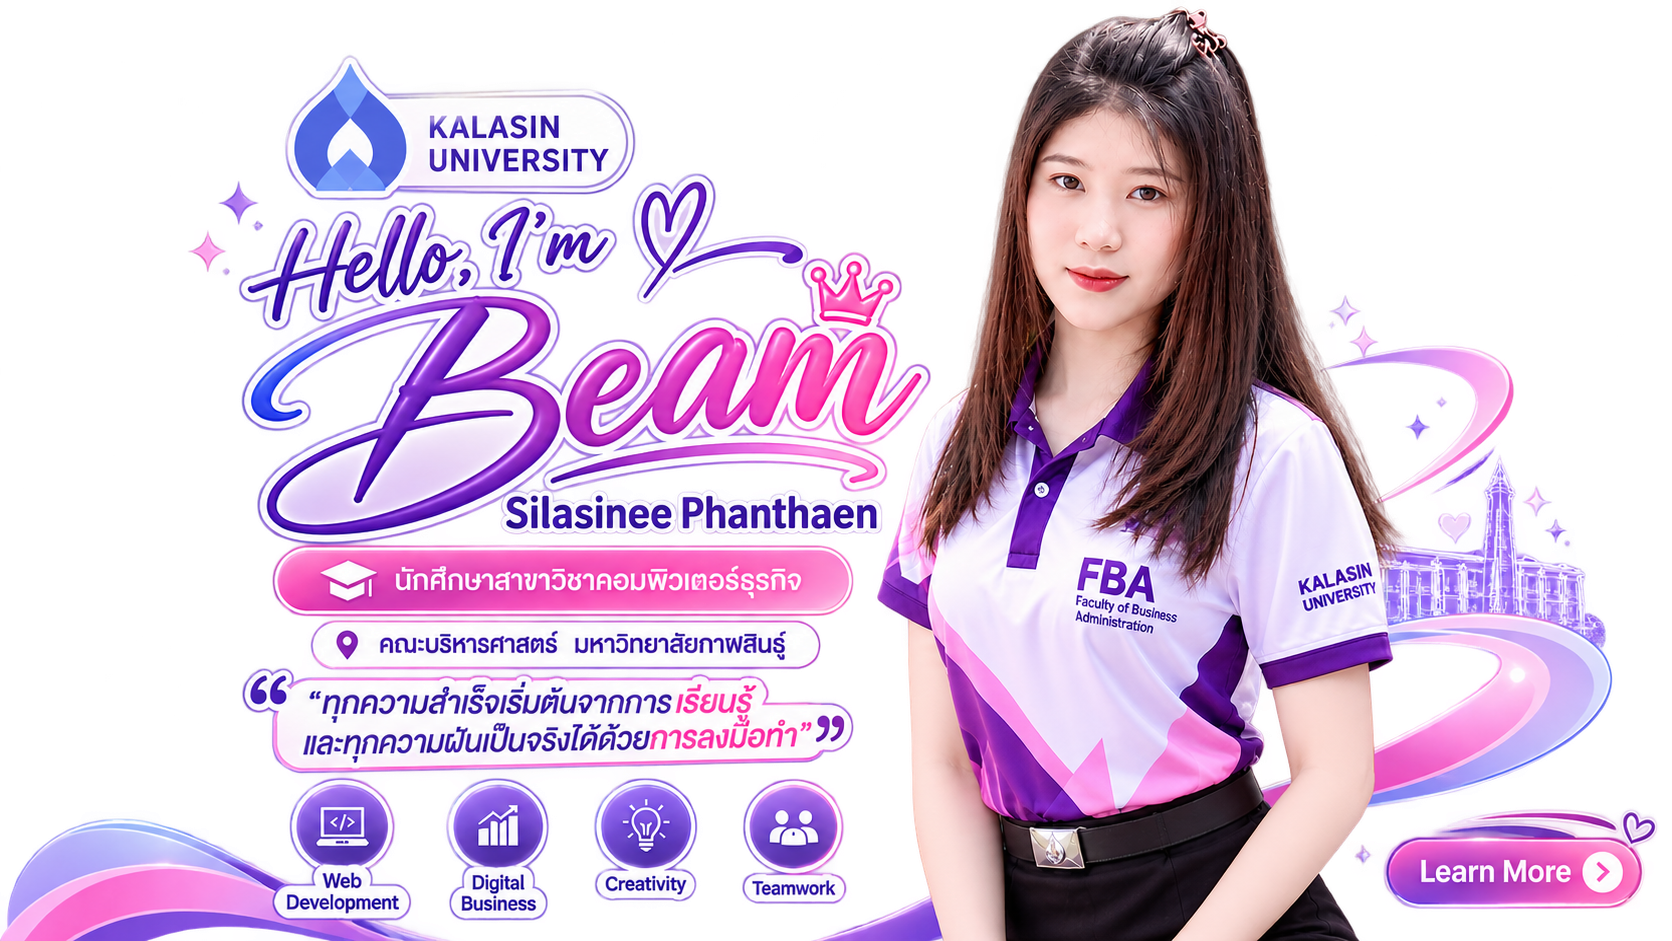 KALASIN
UNIVERSITY
Hello, I'm
Beam
Silasinee Phanthaen
นักศึกษาสาขาวิชาคอมพิวเตอร์ธุรกิจ
คณะบริหารศาสตร์ มหาวิทยาลัยกาฬสินธุ์
“ทุกความสำเร็จเริ่มต้นจากการเรียนรู้
และทุกความฝันเป็นจริงได้ด้วยการลงมือทำ”
Web
Development
Digital
Business
Creativity
Teamwork
FBA
Faculty of Business
Administration
KALASIN
UNIVERSITY
Learn More